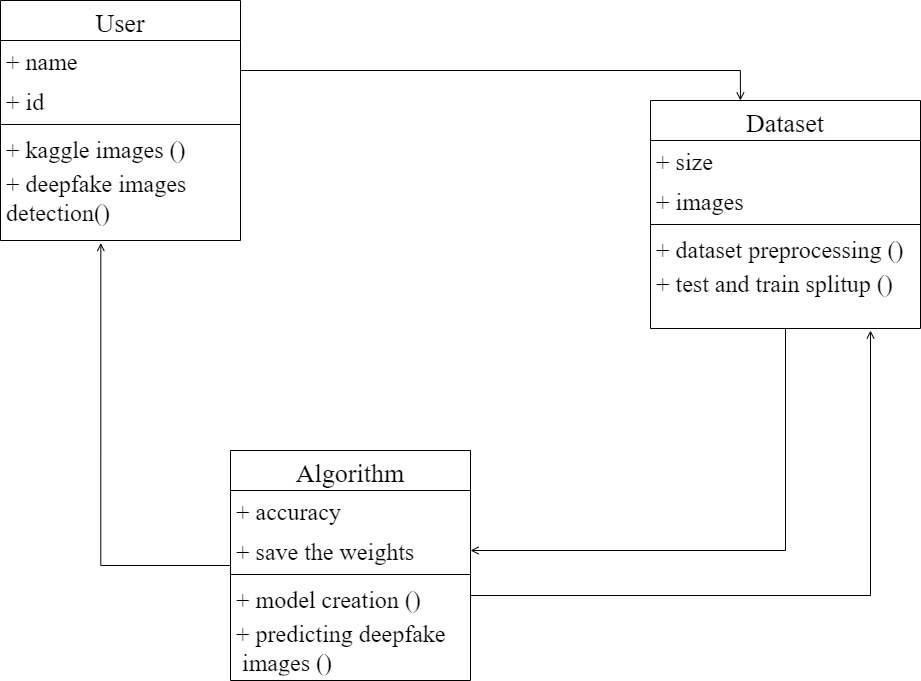 User
+ name
+ id
+ kaggle images ()
+ deepfake images
detection()
Dataset
+ size
+ images
+ dataset preprocessing ()
+ test and train splitup ()
Algorithm
+ accuracy
+ save the weights
+ model creation ()
+ predicting deepfake
images ()